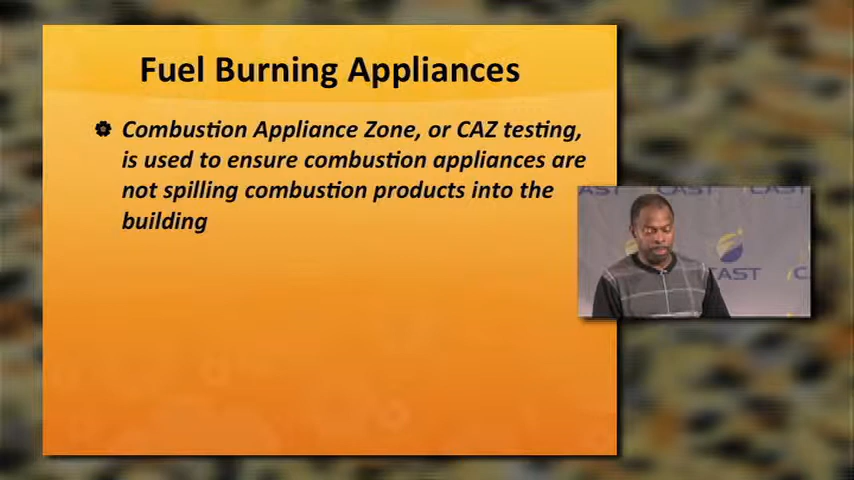 Fuel Burning Appliances
Combustion Appliance Zone, or CAZ testing,
is used to ensure combustion appliances are
not spilling combustion products into the
building
CAST
CAST